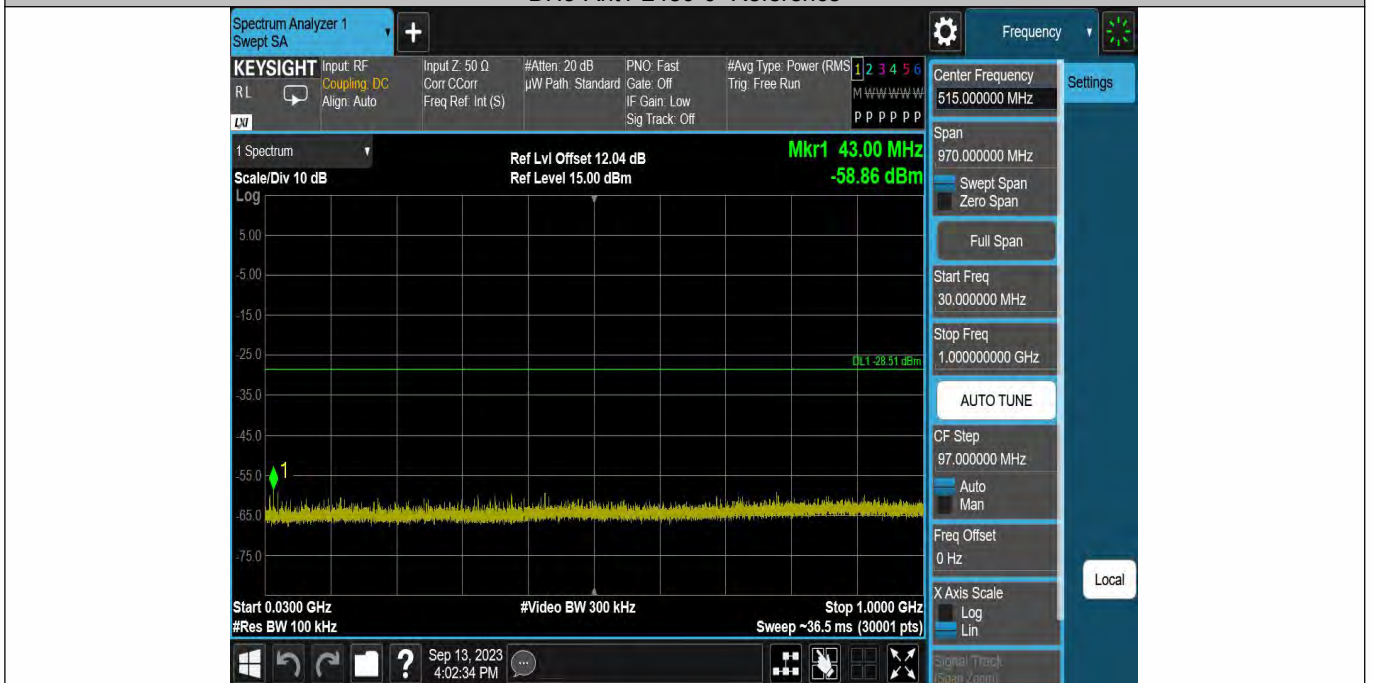 Spectrum Analyzer 1
Swept SA
+
Frequency
KEYSIGHT
RL
LXI
Input: RF
Coupling: DC
Align: Auto
Input Z: 50 Ω
Corr CCorr
Freq Ref: Int (S)
#Atten: 20 dB
µW Path: Standard
PNO: Fast
Gate: Off
IF Gain: Low
Sig Track: Off
#Avg Type: Power (RMS
Trig: Free Run
1 2 3 4 5 6
M W W W W W
P P P P P P
1 Spectrum
Scale/Div 10 dB
Log
Ref Lvl Offset 12.04 dB
Ref Level 15.00 dBm
Mkr1 43.00 MHz
-58.86 dBm
5.00
-5.00
-15.0
-25.0
DL1 -28.51 dBm
-35.0
-45.0
-55.0
1
-65.0
-75.0
Start 0.0300 GHz
#Res BW 100 kHz
#Video BW 300 kHz
Stop 1.0000 GHz
Sweep ~36.5 ms (30001 pts)
Center Frequency
515.000000 MHz
Settings
Span
970.000000 MHz
Swept Span
Zero Span
Full Span
Start Freq
30.000000 MHz
Stop Freq
1.000000000 GHz
AUTO TUNE
CF Step
97.000000 MHz
Auto
Man
Freq Offset
0 Hz
X Axis Scale
Log
Lin
Local
Signal Track
(Span Zoom)
?
Sep 13, 2023
4:02:34 PM